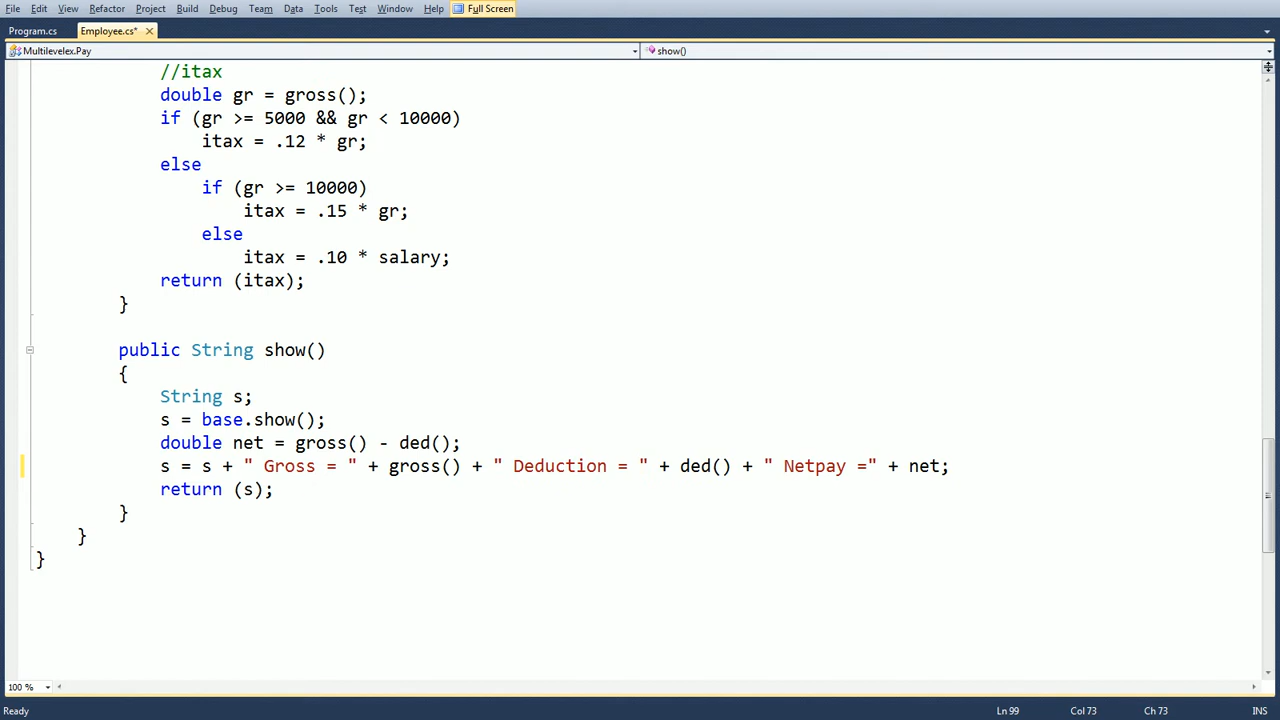 File Edit View Refactor Project Build Debug Team Data Tools Test Window Help Full Screen
Program.cs Employee.cs*
Multilevelex.Pay show()
//itax
double gr = gross();
if (gr >= 5000 && gr < 10000)
itax = .12 * gr;
else
if (gr >= 10000)
itax = .15 * gr;
else
itax = .10 * salary;
return (itax);
}
public String show()
{
String s;
s = base.show();
double net = gross() - ded();
s = s + " Gross = " + gross() + " Deduction = " + ded() + " Netpay =" + net;
return (s);
}
}
}
100 %
Ready Ln 99 Col 73 Ch 73 INS